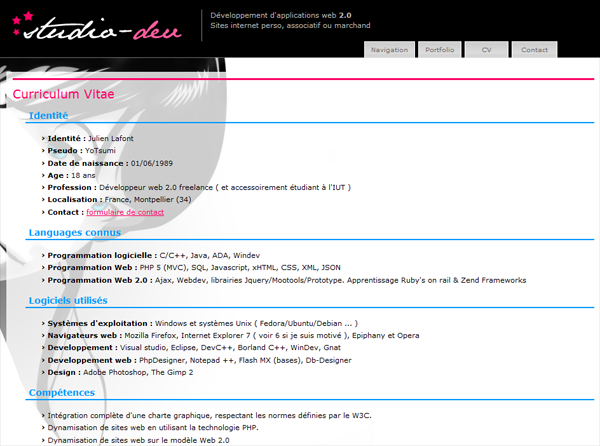 studio-dev
Développement d'applications web 2.0
Sites internet perso, associatif ou marchand
Navigation Portfolio CV Contact
Curriculum Vitae
Identité
› Identité : Julien Lafont
› Pseudo : YoTsumi
› Date de naissance : 01/06/1989
› Age : 18 ans
› Profession : Développeur web 2.0 freelance ( et accessoirement étudiant à l'IUT )
› Localisation : France, Montpellier (34)
› Contact : formulaire de contact
Languages connus
› Programmation logicielle : C/C++, Java, ADA, Windev
› Programmation Web : PHP 5 (MVC), SQL, Javascript, xHTML, CSS, XML, JSON
› Programmation Web 2.0 : Ajax, Webdev, librairies Jquery/Mootools/Prototype. Apprentissage Ruby's on rail & Zend Frameworks
Logiciels utilisés
› Systèmes d'exploitation : Windows et systèmes Unix ( Fedora/Ubuntu/Debian ... )
› Navigateurs web : Mozilla Firefox, Internet Explorer 7 ( voir 6 si je suis motivé ), Epiphany et Opera
› Developpement : Visual studio, Eclipse, DevC++, Borland C++, WinDev, Gnat
› Developpement web : PhpDesigner, Notepad ++, Flash MX (bases), Db-Designer
› Design : Adobe Photoshop, The Gimp 2
Compétences
› Intégration complète d'une charte graphique, respectant les normes définies par le W3C.
› Dynamisation de sites web en utilisant la technologie PHP.
› Dynamisation de sites web sur le modèle Web 2.0